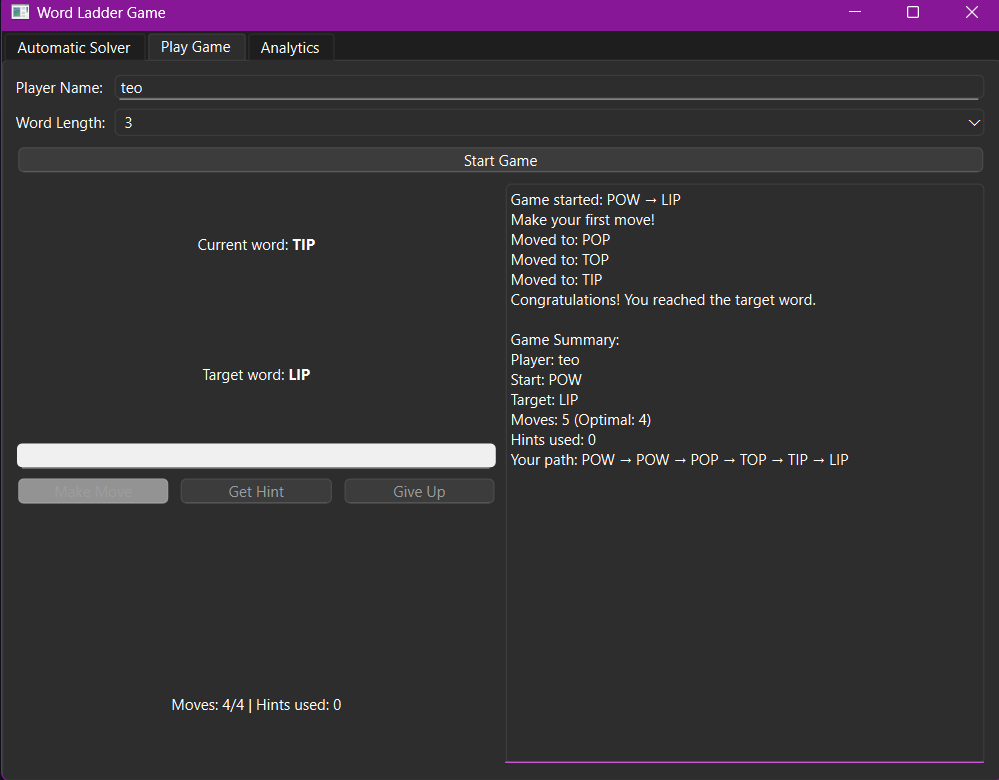 Word Ladder Game
Automatic Solver Play Game Analytics
Player Name: teo
Word Length: 3
Start Game
Current word: TIP
Target word: LIP
Make Move Get Hint Give Up
Moves: 4/4 | Hints used: 0
Game started: POW → LIP
Make your first move!
Moved to: POP
Moved to: TOP
Moved to: TIP
Congratulations! You reached the target word.
Game Summary:
Player: teo
Start: POW
Target: LIP
Moves: 5 (Optimal: 4)
Hints used: 0
Your path: POW → POW → POP → TOP → TIP → LIP